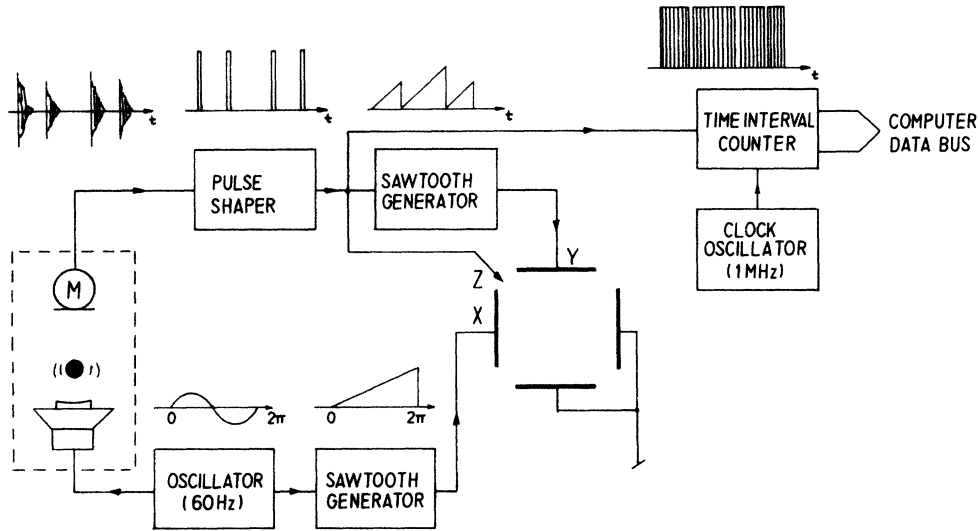 t
t
t
t
TIME INTERVAL
COUNTER
COMPUTER
DATA BUS
PULSE
SHAPER
SAWTOOTH
GENERATOR
CLOCK
OSCILLATOR
(1MHz)
Y
Z
X
M
0
2π
0
2π
OSCILLATOR
(60Hz)
SAWTOOTH
GENERATOR